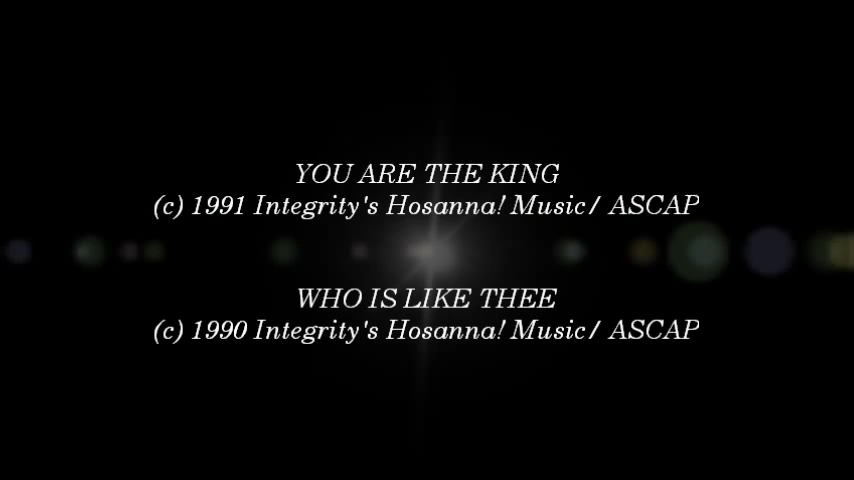 YOU ARE THE KING
(c) 1991 Integrity's Hosanna! Music/ ASCAP
WHO IS LIKE THEE
(c) 1990 Integrity's Hosanna! Music/ ASCAP